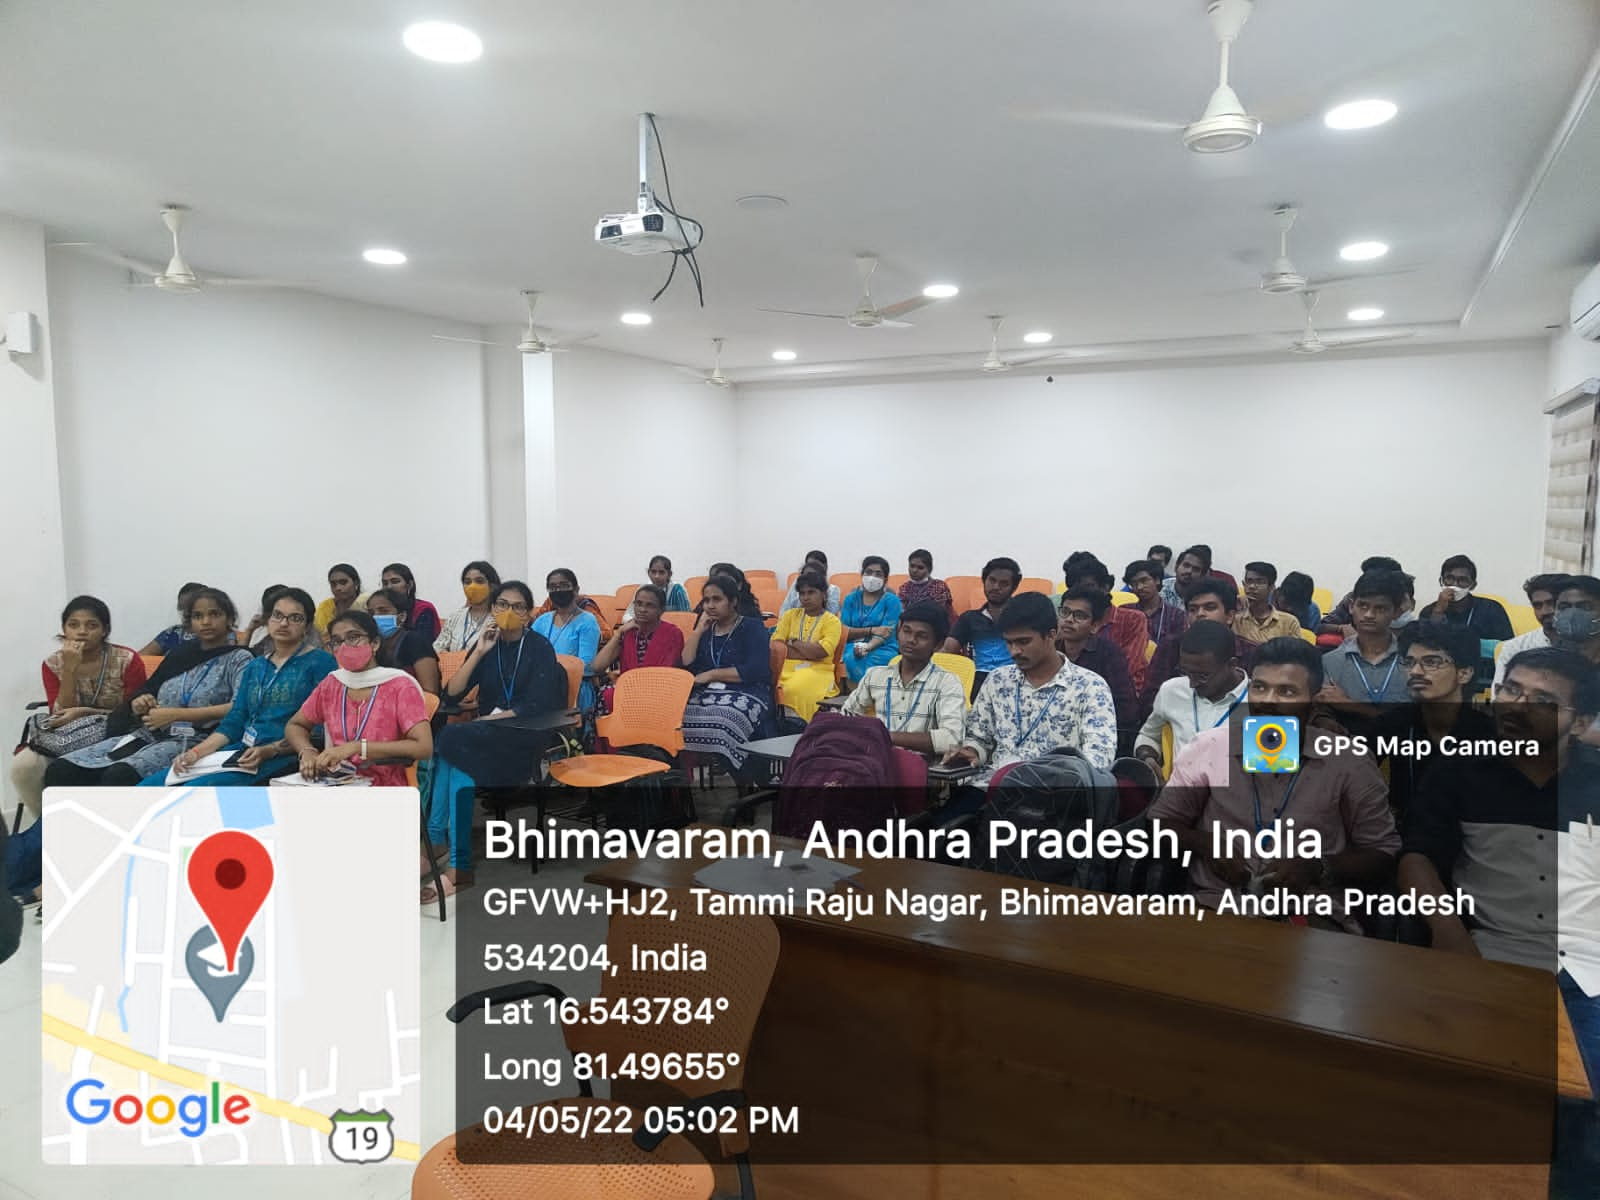 GPS Map Camera
Bhimavaram, Andhra Pradesh, India
GFVW+HJ2, Tammi Raju Nagar, Bhimavaram, Andhra Pradesh
534204, India
Lat 16.543784°
Long 81.49655°
04/05/22 05:02 PM
Google
19